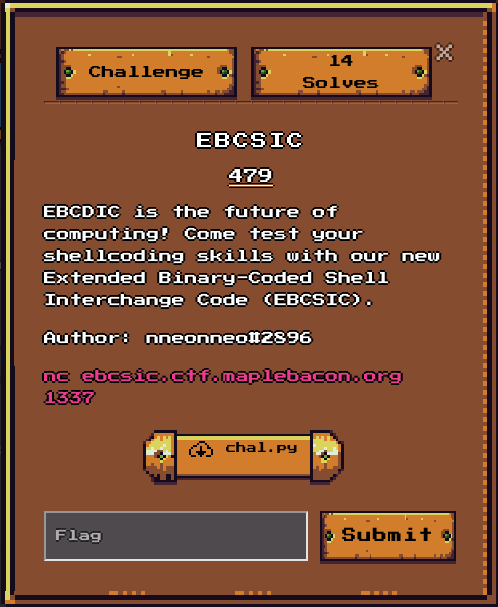 Challenge
14
Solves
X
EBCSIC
479
EBCDIC is the future of
computing! Come test your
shellcoding skills with our new
Extended Binary-Coded Shell
Interchange Code (EBCSIC).
Author: nneonneo#2896
nc ebcsic.ctf.maplebacon.org
1337
chal.py
Flag
Submit